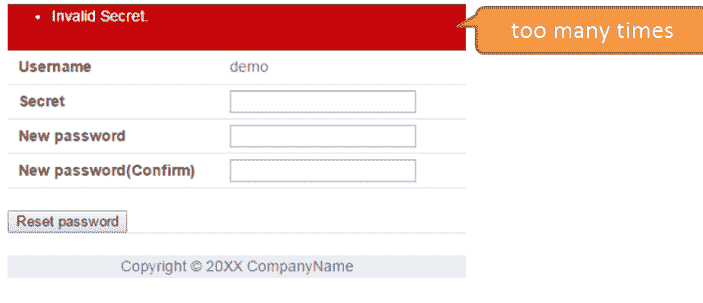 • Invalid Secret.
too many times
Username demo
Secret
New password
New password(Confirm)
Reset password
Copyright © 20XX CompanyName